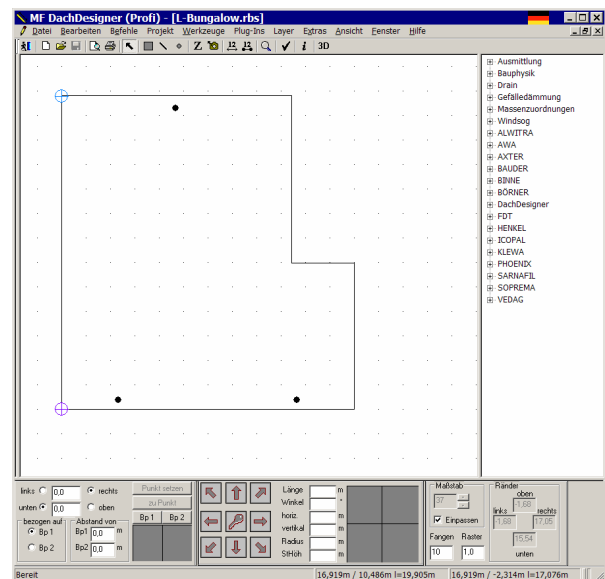 MF DachDesigner (Profi) - [L-Bungalow.rbs]
Datei Bearbeiten Befehle Projekt Werkzeuge Plug-Ins Layer Extras Ansicht Fenster Hilfe
Z 12 12 i 3D
Ausmittlung
Bauphysik
Drain
Gefälledämmung
Massenzuordnungen
Windsog
ALWITRA
AWA
AXTER
BAUDER
BINNE
BÖRNER
DachDesigner
FDT
HENKEL
ICOPAL
KLEWA
PHOENIX
SARNAFIL
SOPREMA
VEDAG
links 0,0 rechts
unten 0,0 oben
bezogen auf
Bp 1
Bp 2
Abstand von
Bp1 0,0 m
Bp2 0,0 m
Punkt setzen
zu Punkt
Bp 1 Bp 2
Länge m
Winkel °
horiz. m
vertikal m
Radius m
StHöh m
Maßstab
37
Einpassen
Fangen Raster
10 1,0
Ränder
oben
-1,68
links rechts
-1,68 17,05
15,54
unten
Bereit
16,919m / 10,486m l=19,905m
16,919m / -2,314m l=17,076m